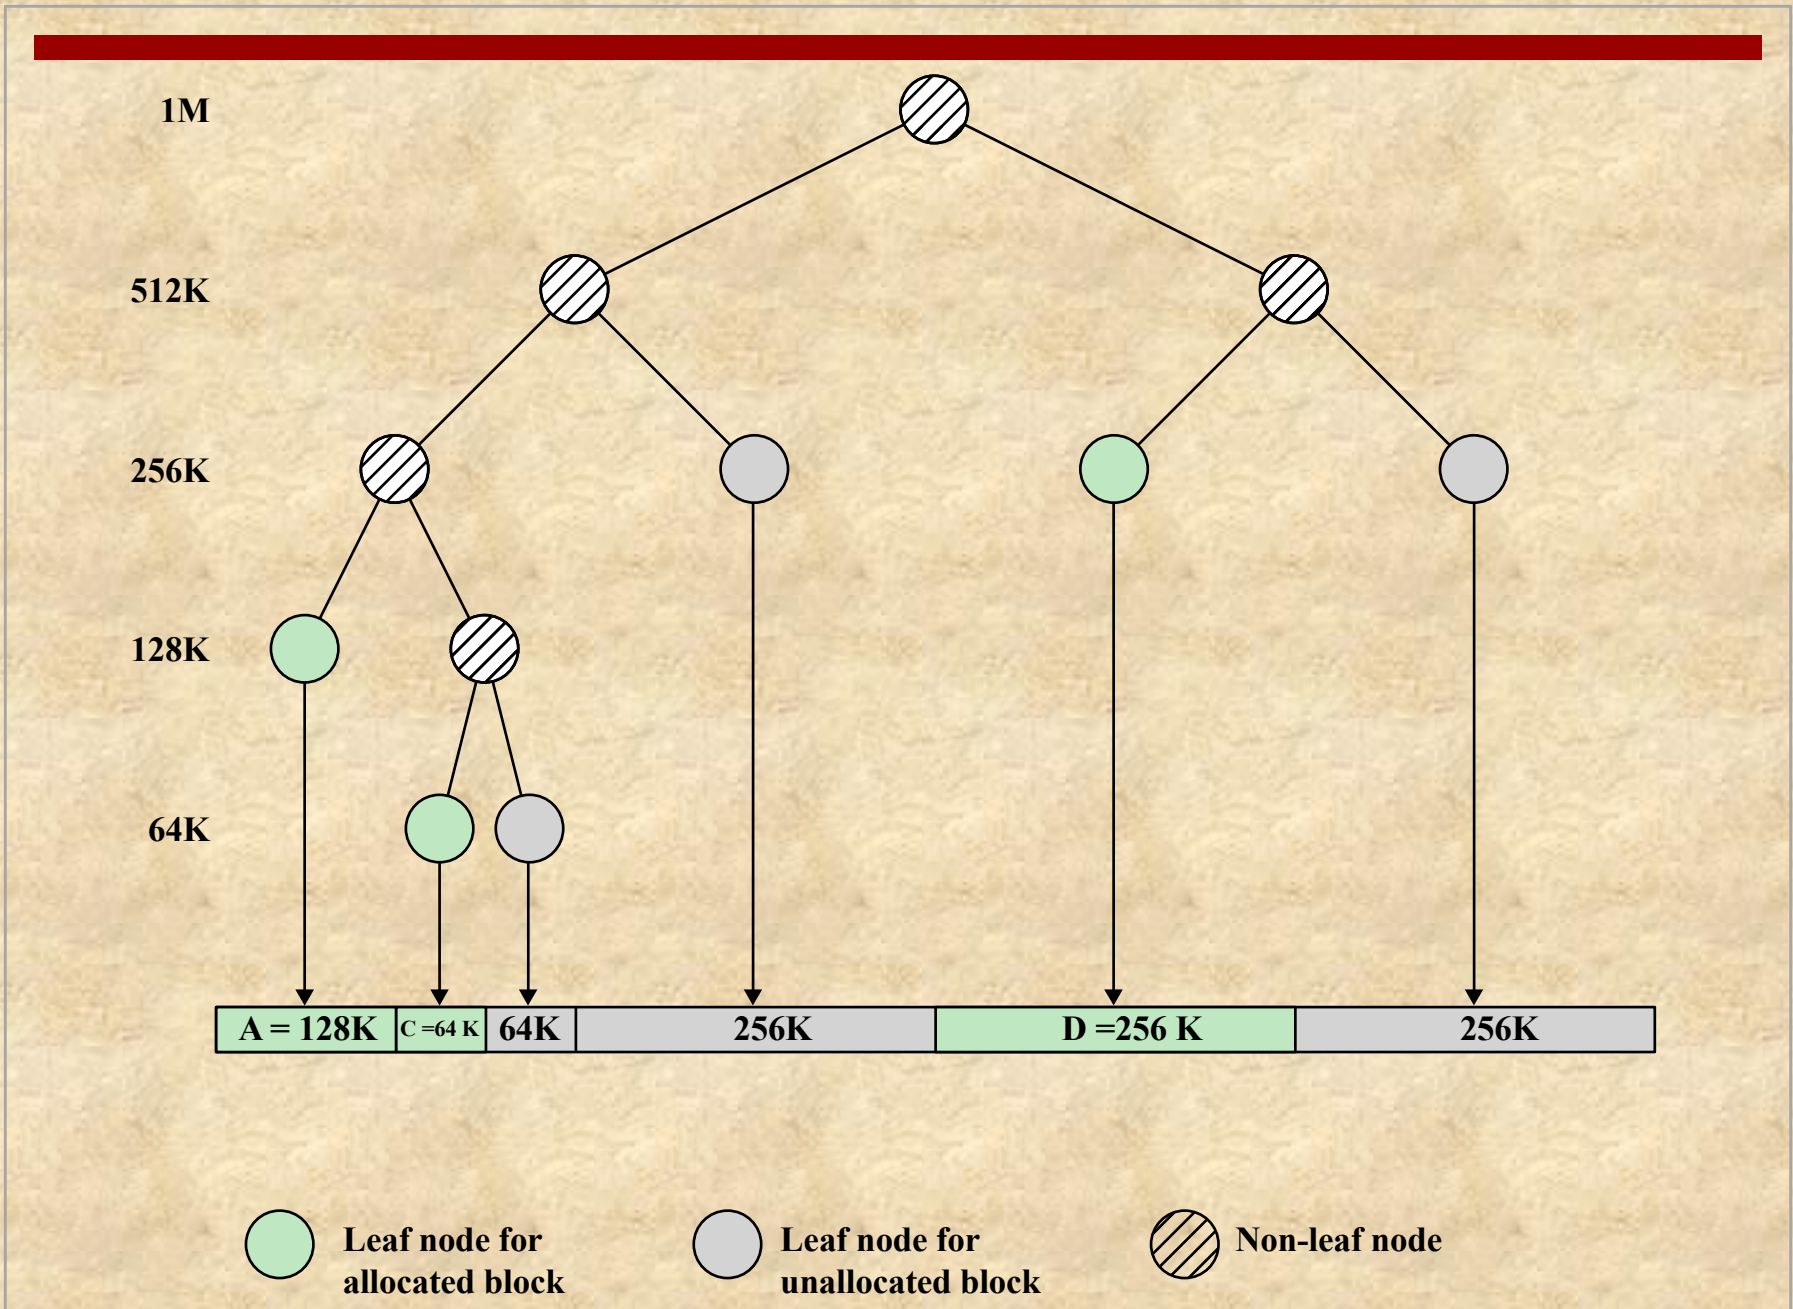 1M
512K
256K
128K
64K
A = 128K C =64 K 64K 256K D =256 K 256K
Leaf node for
allocated block
Leaf node for
unallocated block
Non-leaf node